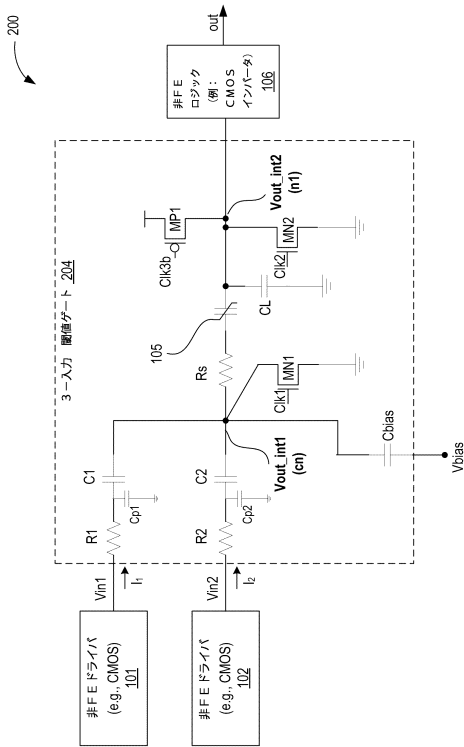 200
3－入力　閾値ゲート 204
非ＦＥドライバ
(e.g., CMOS)
101
Vin1
I₁
R1
Cp1
C1
非ＦＥドライバ
(e.g., CMOS)
102
Vin2
I₂
R2
Cp2
C2
Vout_int1
(cn)
Rs
105
Clk1
MN1
Cbias
Vbias
CL
Clk3b
MP1
Clk2
MN2
Vout_int2
(n1)
非ＦＥ
ロジック
(例：
ＣＭＯＳ
インバータ)
106
out